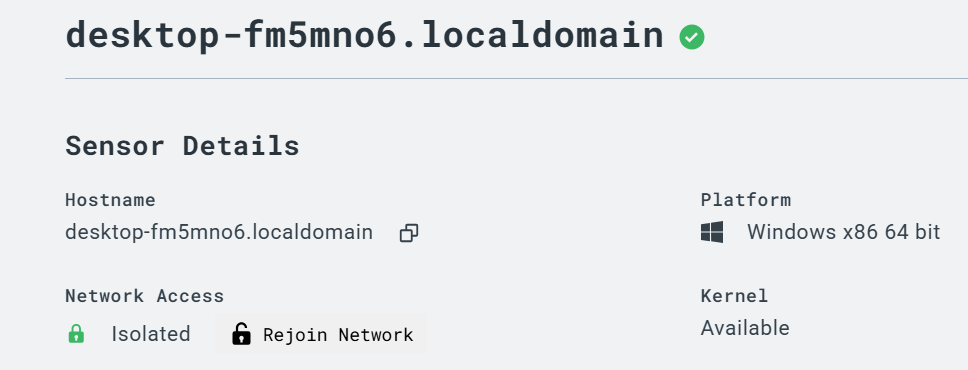 desktop-fm5mno6.localdomain
Sensor Details
Hostname
desktop-fm5mno6.localdomain
Platform
Windows x86 64 bit
Network Access
Isolated
Rejoin Network
Kernel
Available